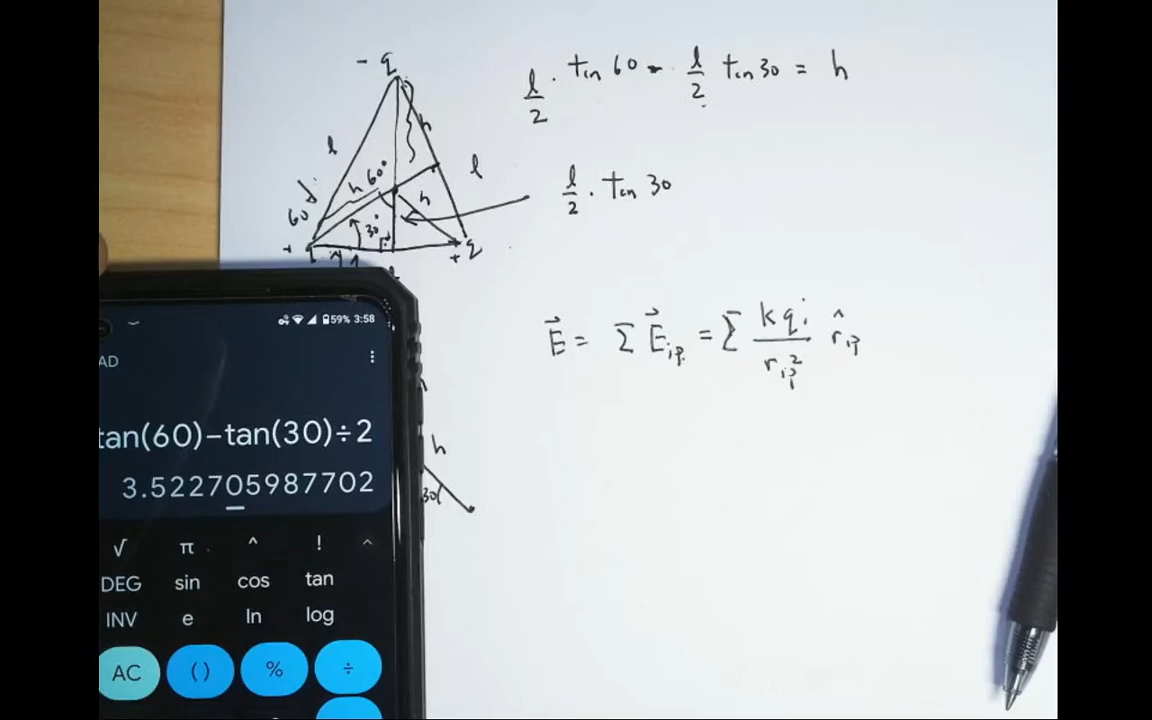 - q
l/2 · tan 60 - l/2 tan 30 = h
h
l
l
60°
h
h
60
l/2 · tan 30
30°
+
+ q
E⃗ = Σ E⃗ip = Σ kqi/rip² r̂ip
59% 3:58
AD
tan(60)−tan(30)÷2
3.522705987702
h
30
√ π ^ !
DEG sin cos tan
INV e ln log
AC () % ÷